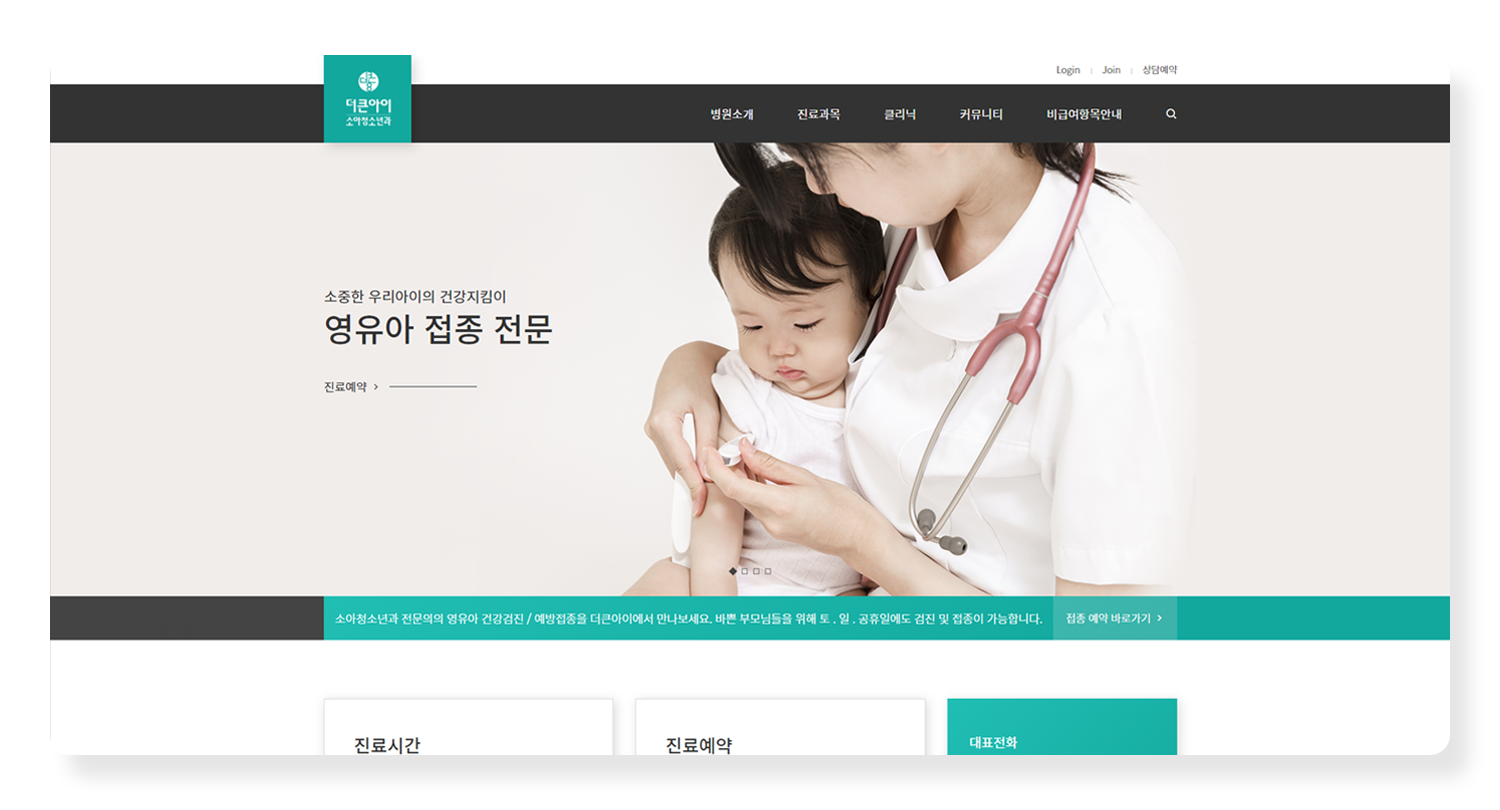 Login | Join | 상담예약
더큰아이
소아청소년과
병원소개 진료과목 클리닉 커뮤니티 비급여항목안내
소중한 우리아이의 건강지킴이
영유아 접종 전문
진료예약 >
소아청소년과 전문의의 영유아 건강검진 / 예방접종을 더큰아이에서 만나보세요. 바쁜 부모님들을 위해 토 . 일 . 공휴일에도 검진 및 접종이 가능합니다. 접종 예약 바로가기 >
진료시간 진료예약 대표전화